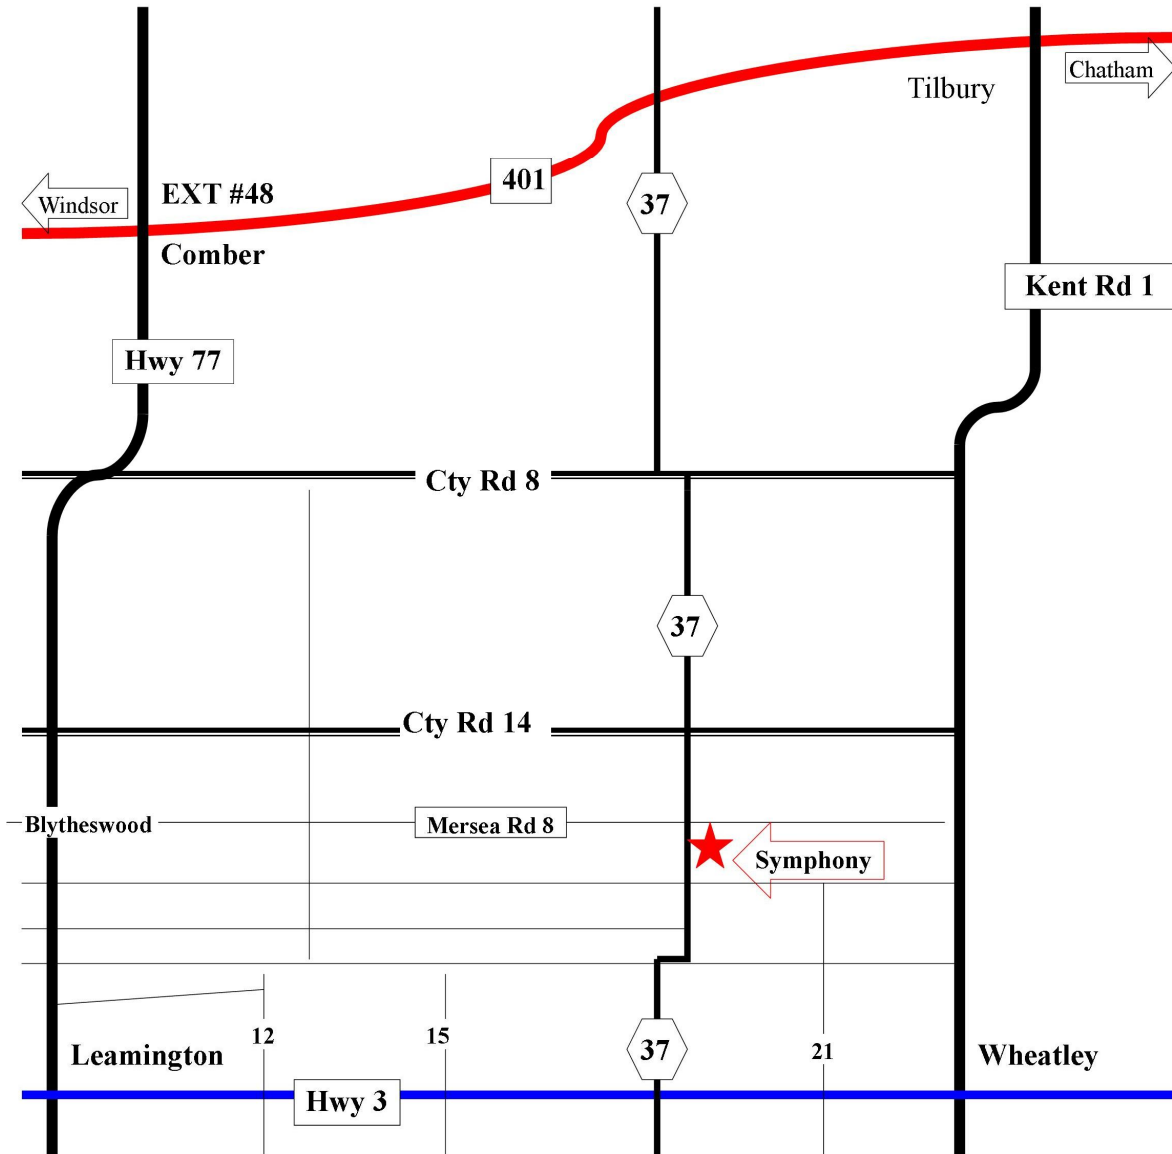 Tilbury
Chatham
EXT #48
401
Windsor
37
Comber
Kent Rd 1
Hwy 77
Cty Rd 8
37
Cty Rd 14
Blytheswood
Mersea Rd 8
Symphony
12
15
37
21
Leamington
Wheatley
Hwy 3